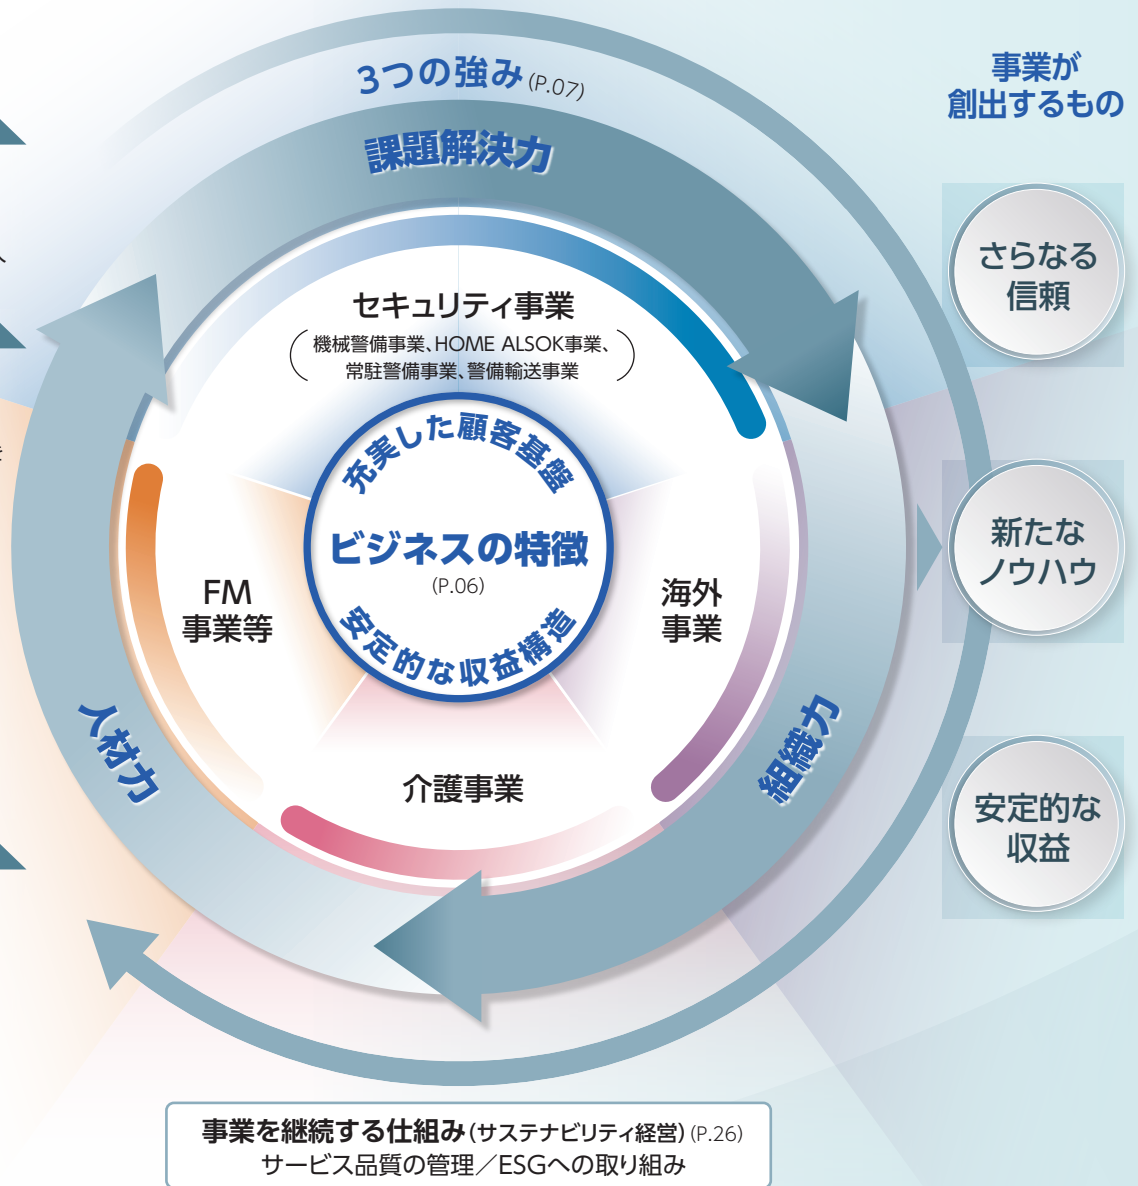 3つの強み(P.07)
課題解決力
セキュリティ事業
(機械警備事業、HOME ALSOK事業、
常駐警備事業、警備輸送事業)
充実した顧客基盤
ビジネスの特徴
(P.06)
安定的な収益構造
FM
事業等
海外
事業
介護事業
人材力
組織力
事業が
創出するもの
さらなる
信頼
新たな
ノウハウ
安定的な
収益
事業を継続する仕組み(サステナビリティ経営)(P.26)
サービス品質の管理／ESGへの取り組み